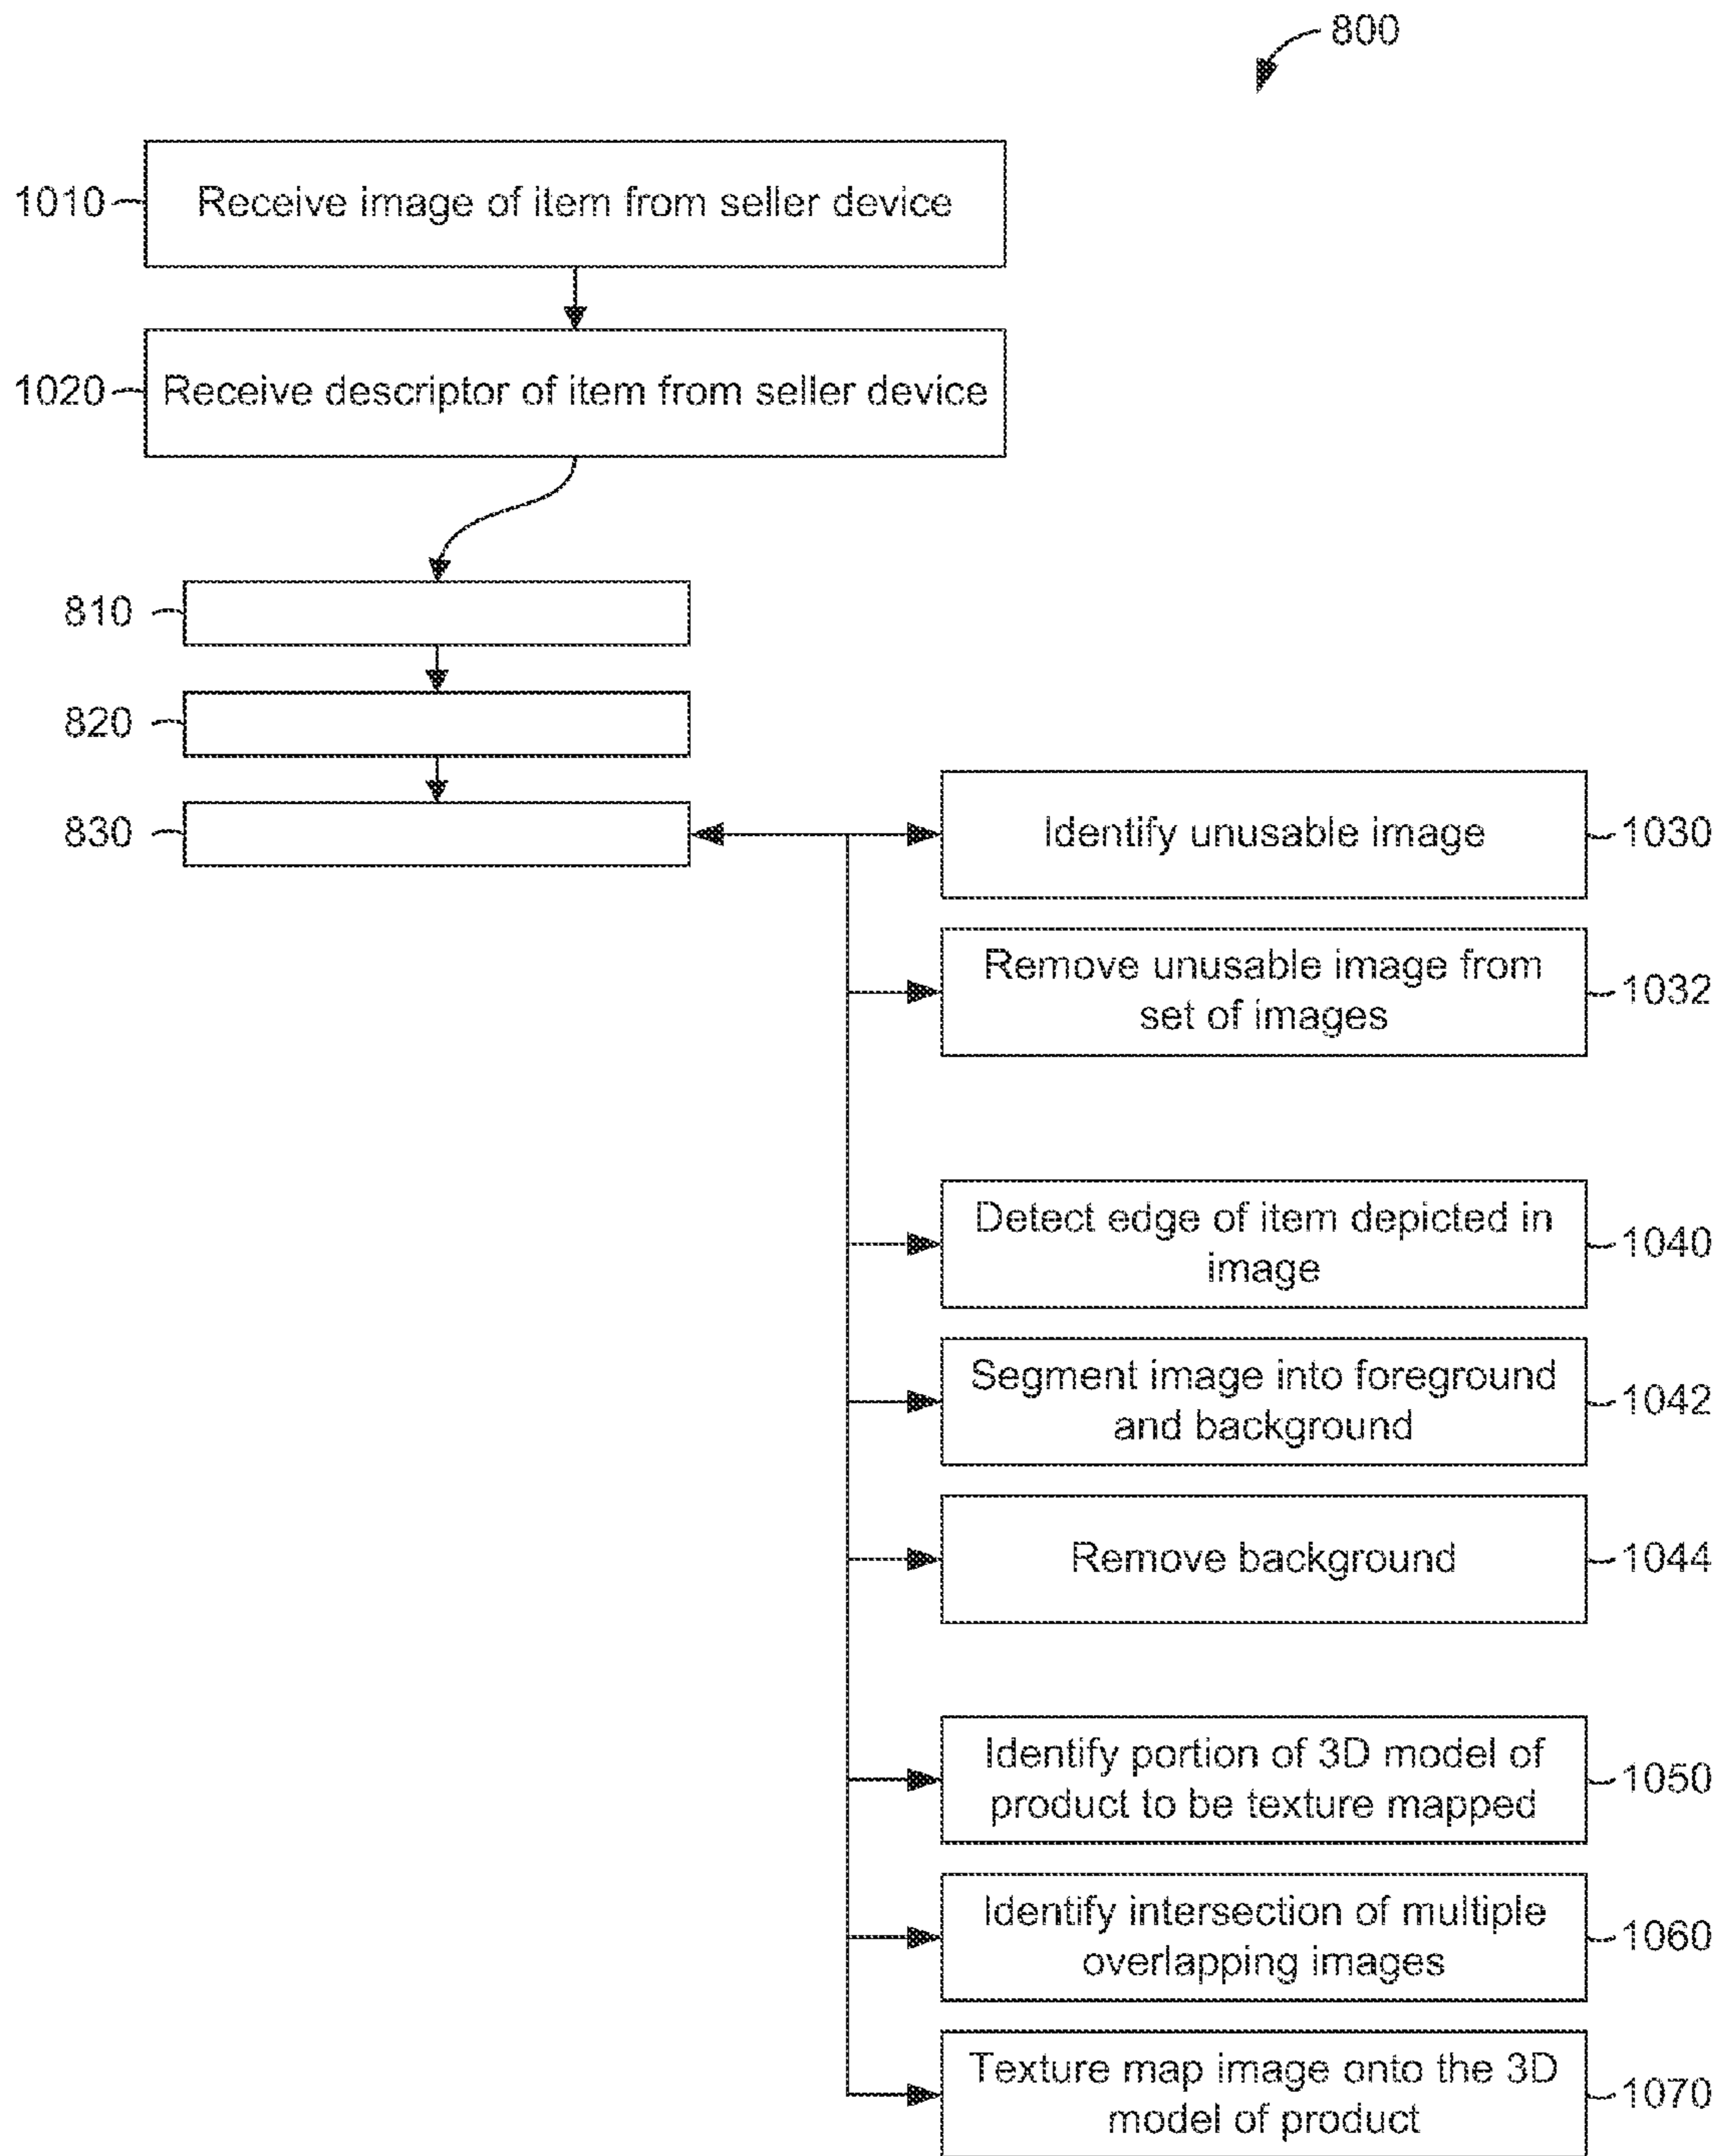 800
1010
Receive image of item from seller device
1020
Receive descriptor of item from seller device
810
820
830
Identify unusable image
1030
Remove unusable image from
set of images
1032
Detect edge of item depicted in
image
1040
Segment image into foreground
and background
1042
Remove background
1044
Identify portion of 3D model of
product to be texture mapped
1050
Identify intersection of multiple
overlapping images
1060
Texture map image onto the 3D
model of product
1070